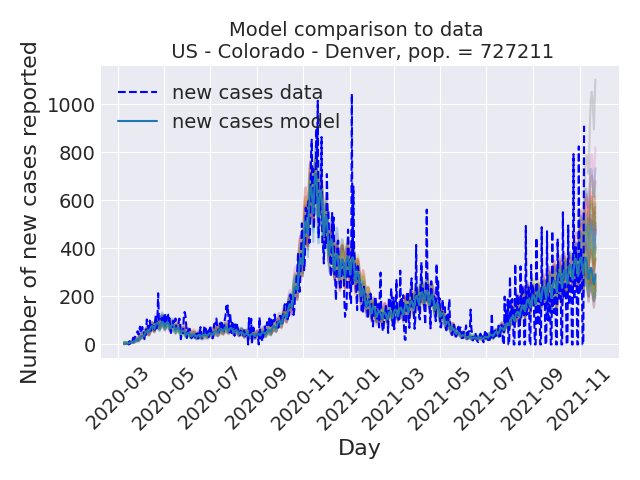 Model comparison to data
US - Colorado - Denver, pop. = 727211
Number of new cases reported
1000
800
600
400
200
0
new cases data
new cases model
2020-03
2020-05
2020-07
2020-09
2020-11
2021-01
2021-03
2021-05
2021-07
2021-09
2021-11
Day